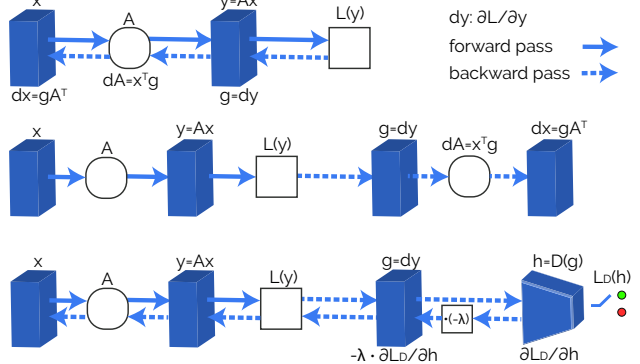 x
A
y=Ax
L(y)
dx=gAᵀ
dA=xᵀg
g=dy
dy: ∂L/∂y
forward pass
backward pass
x
A
y=Ax
L(y)
g=dy
dA=xᵀg
dx=gAᵀ
x
A
y=Ax
L(y)
g=dy
h=D(g)
L_D(h)
·(-λ)
-λ · ∂L_D/∂h
∂L_D/∂h